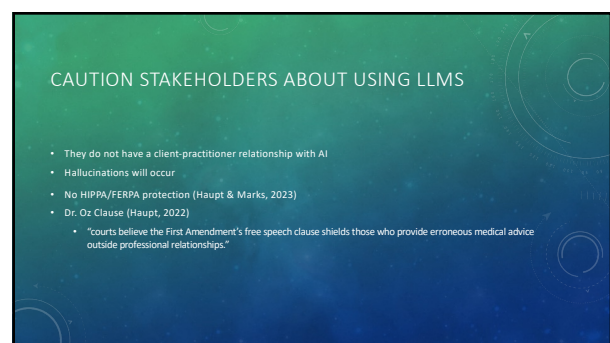 CAUTION STAKEHOLDERS ABOUT USING LLMS
• They do not have a client-practitioner relationship with AI
• Hallucinations will occur
• No HIPPA/FERPA protection (Haupt & Marks, 2023)
• Dr. Oz Clause (Haupt, 2022)
• “courts believe the First Amendment’s free speech clause shields those who provide erroneous medical advice
outside professional relationships.”